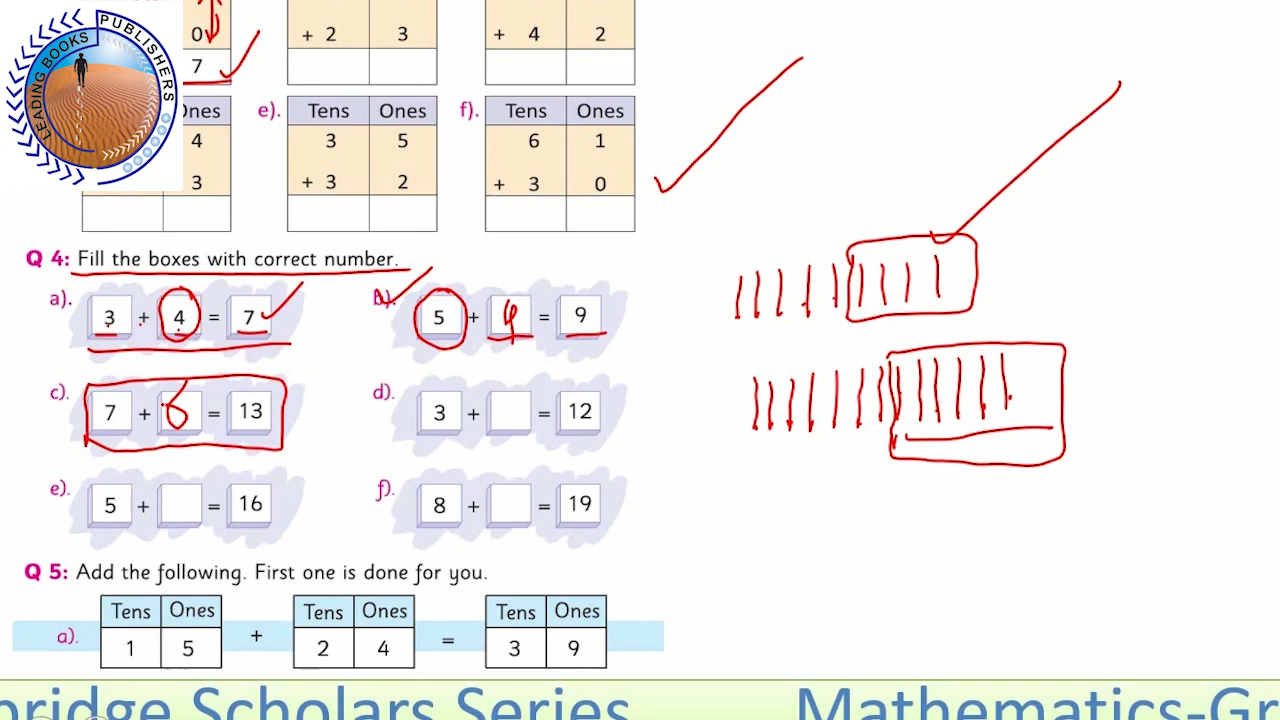 LEADING BOOKS PUBLISHERS
0
7
+ 2 3
+ 4 2
Ones
4
3
e). Tens Ones
3 5
+ 3 2
f). Tens Ones
6 1
+ 3 0
Q 4: Fill the boxes with correct number.
a). 3 + 4 = 7
b). 5 + 4 = 9
c). 7 + 6 = 13
d). 3 + = 12
e). 5 + = 16
f). 8 + = 19
Q 5: Add the following. First one is done for you.
Tens Ones Tens Ones Tens Ones
a). 1 5 + 2 4 = 3 9
bridge Scholars Series Mathematics-Gr